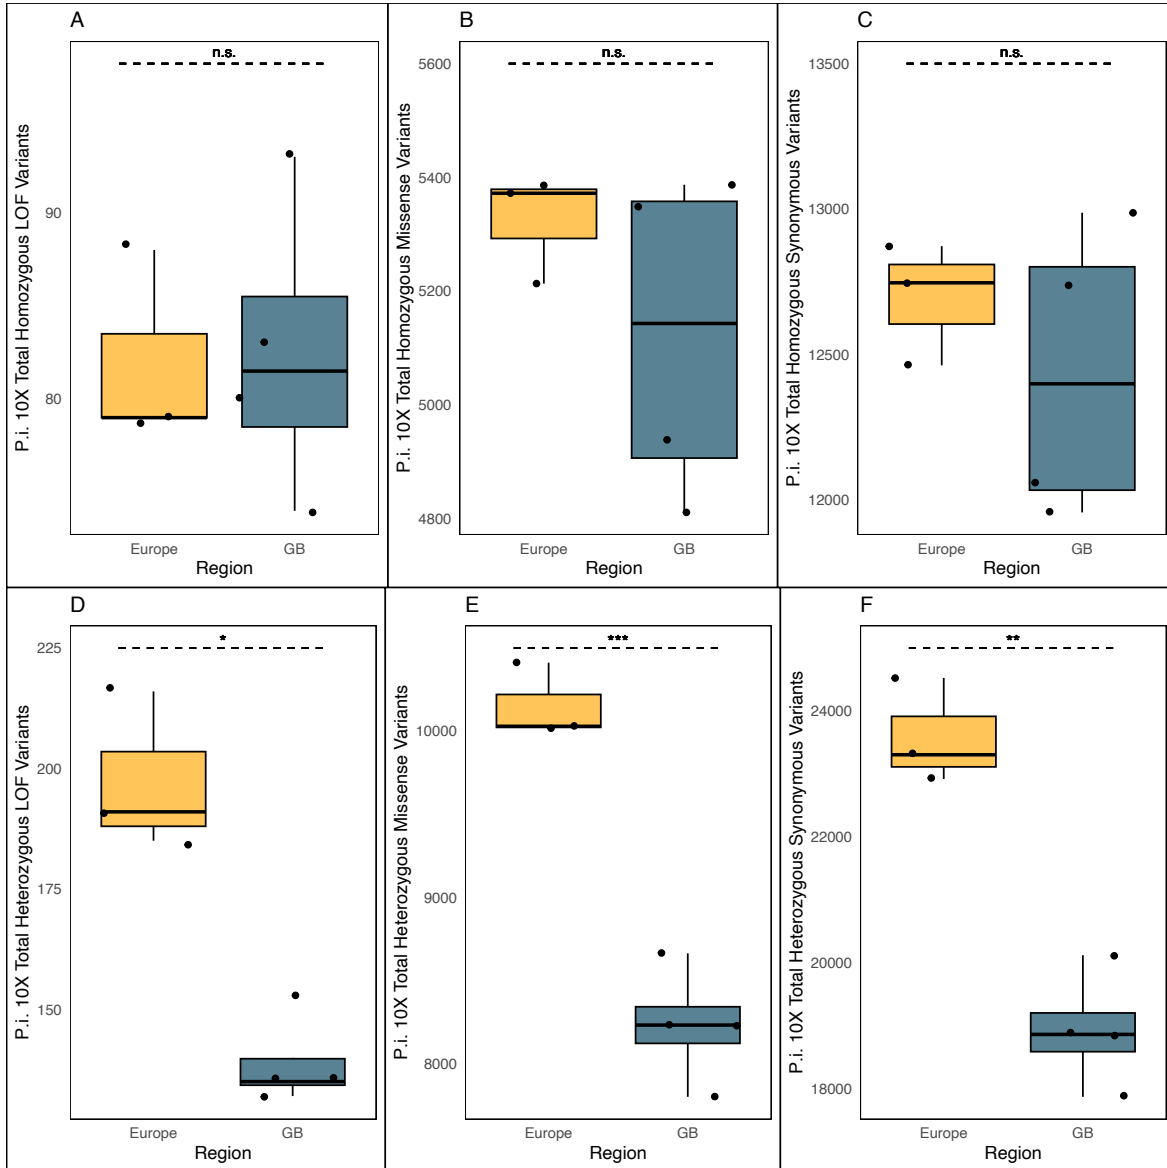 A
P.i. 10X Total Homozygous LOF Variants
n.s.
90
80
Europe
GB
Region
B
P.i. 10X Total Homozygous Missense Variants
n.s.
5600
5400
5200
5000
4800
Europe
GB
Region
C
P.i. 10X Total Homozygous Synonymous Variants
n.s.
13500
13000
12500
12000
Europe
GB
Region
D
P.i. 10X Total Heterozygous LOF Variants
*
225
200
175
150
Europe
GB
Region
E
P.i. 10X Total Heterozygous Missense Variants
***
10000
9000
8000
Europe
GB
Region
F
P.i. 10X Total Heterozygous Synonymous Variants
**
24000
22000
20000
18000
Europe
GB
Region